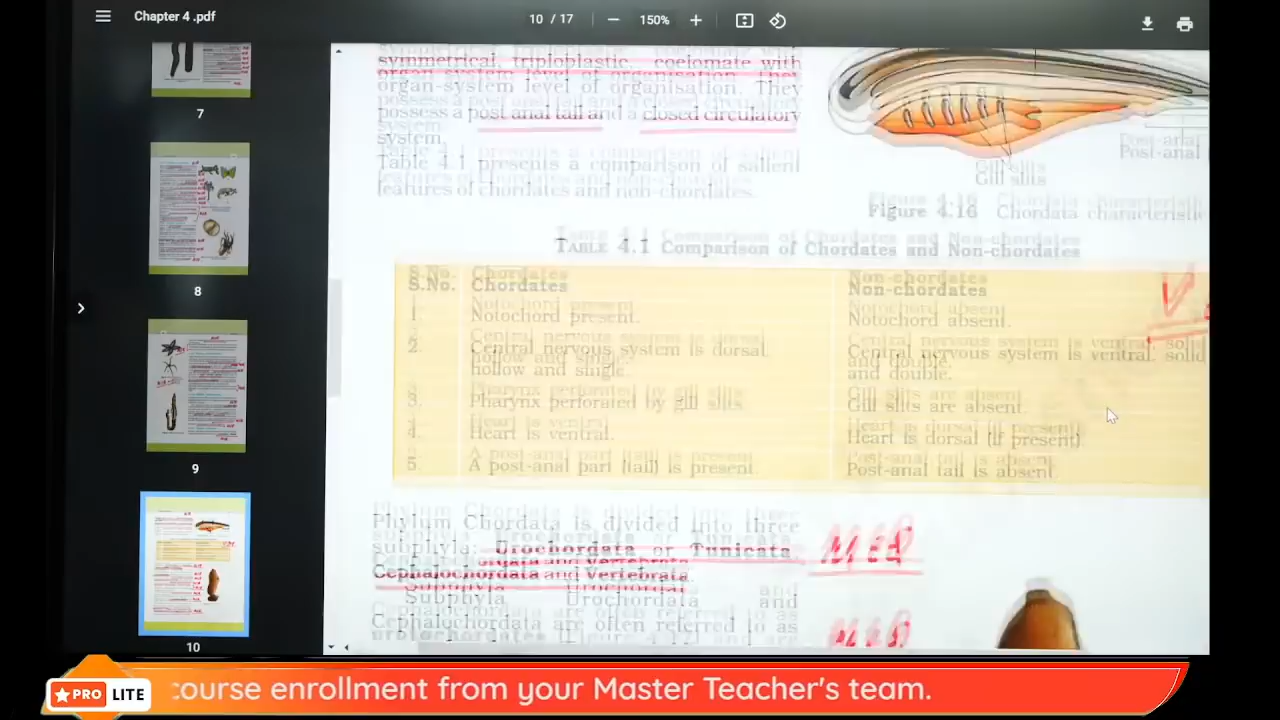 Chapter 4 .pdf
10 / 17
150%
7
8
9
10
symmetrical, triploblastic, coelomate with
organ-system level of organisation. They
possess a post anal tail and a closed circulatory
system.
Table 4.1 presents a comparison of salient
features of chordates and non-chordates.
Post-anal
Gill slits
Figure 4.16 Chordata characteristic
TABLE 4.1 Comparison of Chordates and Non-chordates
S.No. Chordates Non-chordates
1. Notochord present. Notochord absent.
2. Central nervous system is dorsal, Central nervous system is ventral, solid
hollow and single. and double.
3. Pharynx perforated by gill slits. Gill slits are absent.
4. Heart is ventral. Heart is dorsal (if present).
5. A post-anal part (tail) is present. Post-anal tail is absent.
Phylum Chordata is divided into three
subphyla: Urochordata or Tunicata,
Cephalochordata and Vertebrata.
Subphyla Urochordata and
Cephalochordata are often referred to as
PRO LITE
course enrollment from your Master Teacher's team.